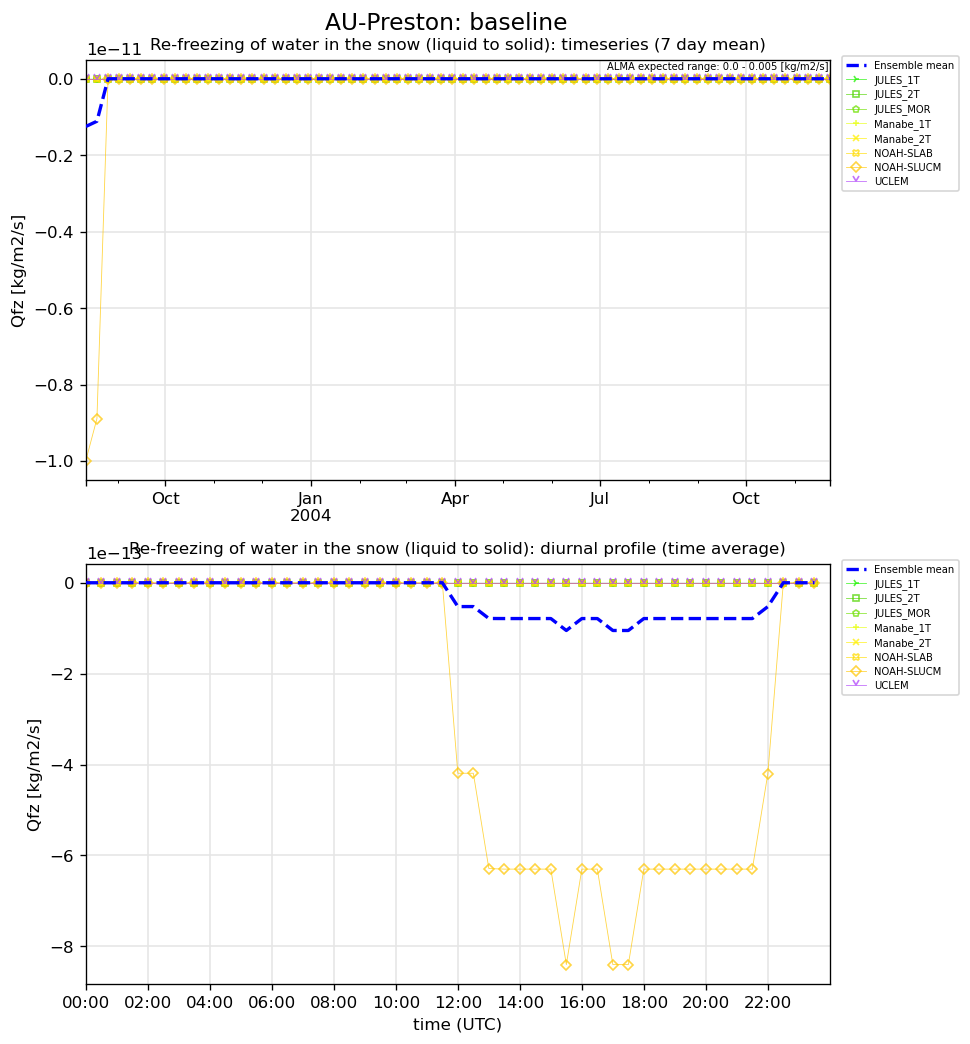 AU-Preston: baseline
Re-freezing of water in the snow (liquid to solid): timeseries (7 day mean)
1e−11
ALMA expected range: 0.0 - 0.005 [kg/m2/s]
0.0
−0.2
−0.4
−0.6
−0.8
−1.0
Qfz [kg/m2/s]
Oct
Jan
2004
Apr
Jul
Oct
Ensemble mean
JULES_1T
JULES_2T
JULES_MOR
Manabe_1T
Manabe_2T
NOAH-SLAB
NOAH-SLUCM
UCLEM
Re-freezing of water in the snow (liquid to solid): diurnal profile (time average)
1e−13
0
−2
−4
−6
−8
Qfz [kg/m2/s]
00:00 02:00 04:00 06:00 08:00 10:00 12:00 14:00 16:00 18:00 20:00 22:00
time (UTC)
Ensemble mean
JULES_1T
JULES_2T
JULES_MOR
Manabe_1T
Manabe_2T
NOAH-SLAB
NOAH-SLUCM
UCLEM